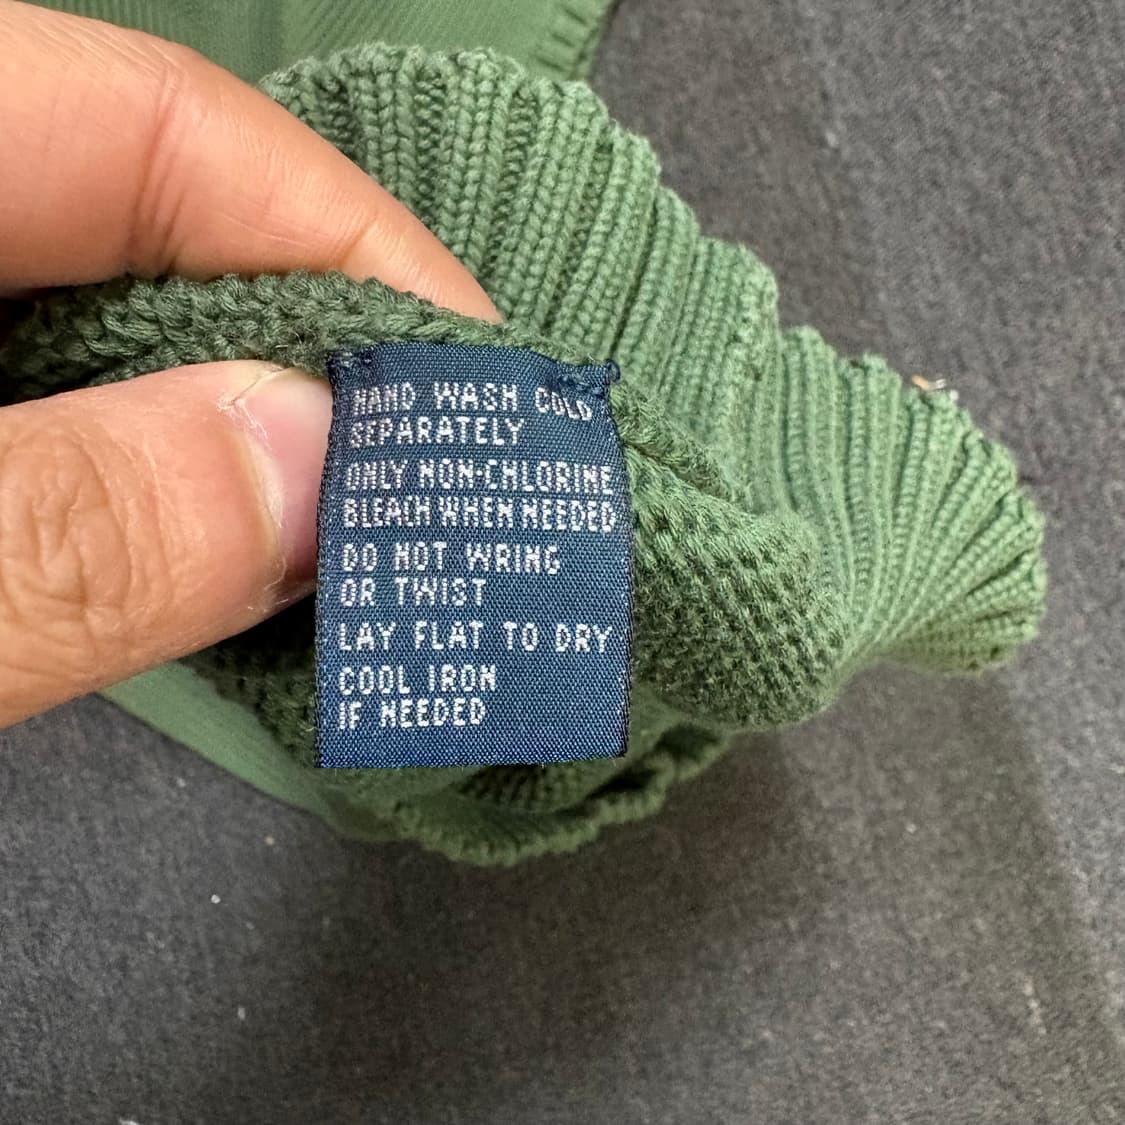 HAND WASH COLD
SEPARATELY
ONLY NON-CHLORINE
BLEACH WHEN NEEDED
DO NOT WRING
OR TWIST
LAY FLAT TO DRY
COOL IRON
IF NEEDED